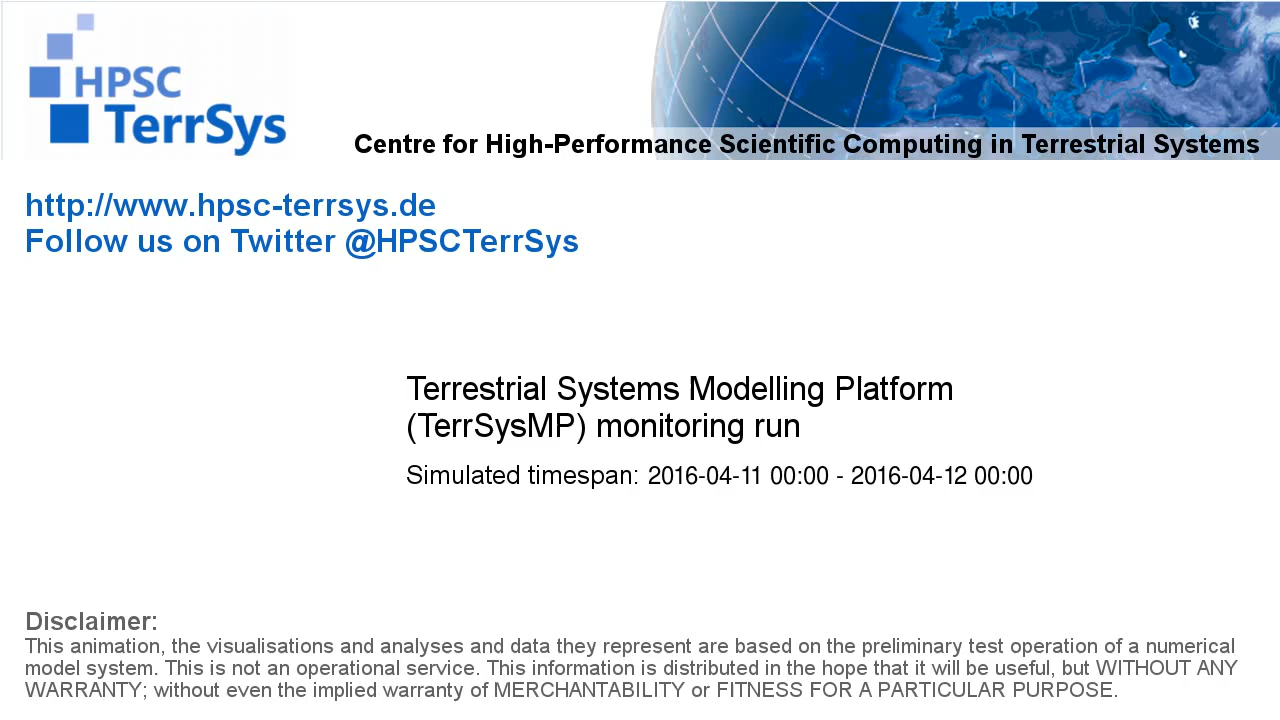 HPSC
TerrSys
Centre for High-Performance Scientific Computing in Terrestrial Systems
http://www.hpsc-terrsys.de
Follow us on Twitter @HPSCTerrSys
Terrestrial Systems Modelling Platform
(TerrSysMP) monitoring run
Simulated timespan: 2016-04-11 00:00 - 2016-04-12 00:00
Disclaimer:
This animation, the visualisations and analyses and data they represent are based on the preliminary test operation of a numerical
model system. This is not an operational service. This information is distributed in the hope that it will be useful, but WITHOUT ANY
WARRANTY; without even the implied warranty of MERCHANTABILITY or FITNESS FOR A PARTICULAR PURPOSE.